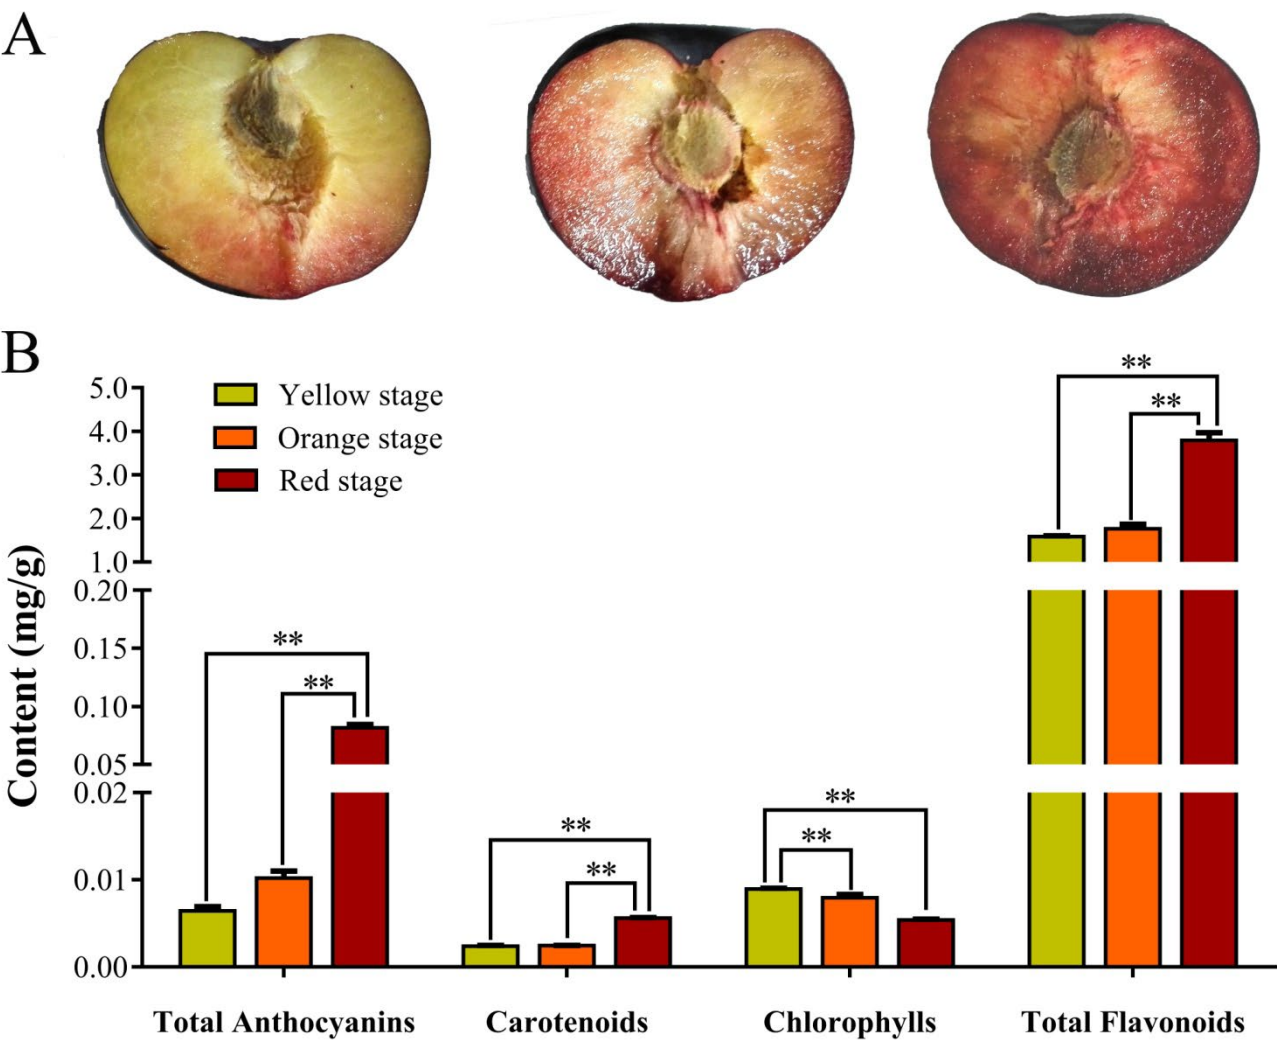 A
B
Yellow stage
Orange stage
Red stage
Content (mg/g)
5.0
4.0
3.0
2.0
1.0
0.20
0.15
0.10
0.05
0.02
0.01
0.00
**
**
**
**
**
**
**
**
Total Anthocyanins
Carotenoids
Chlorophylls
Total Flavonoids